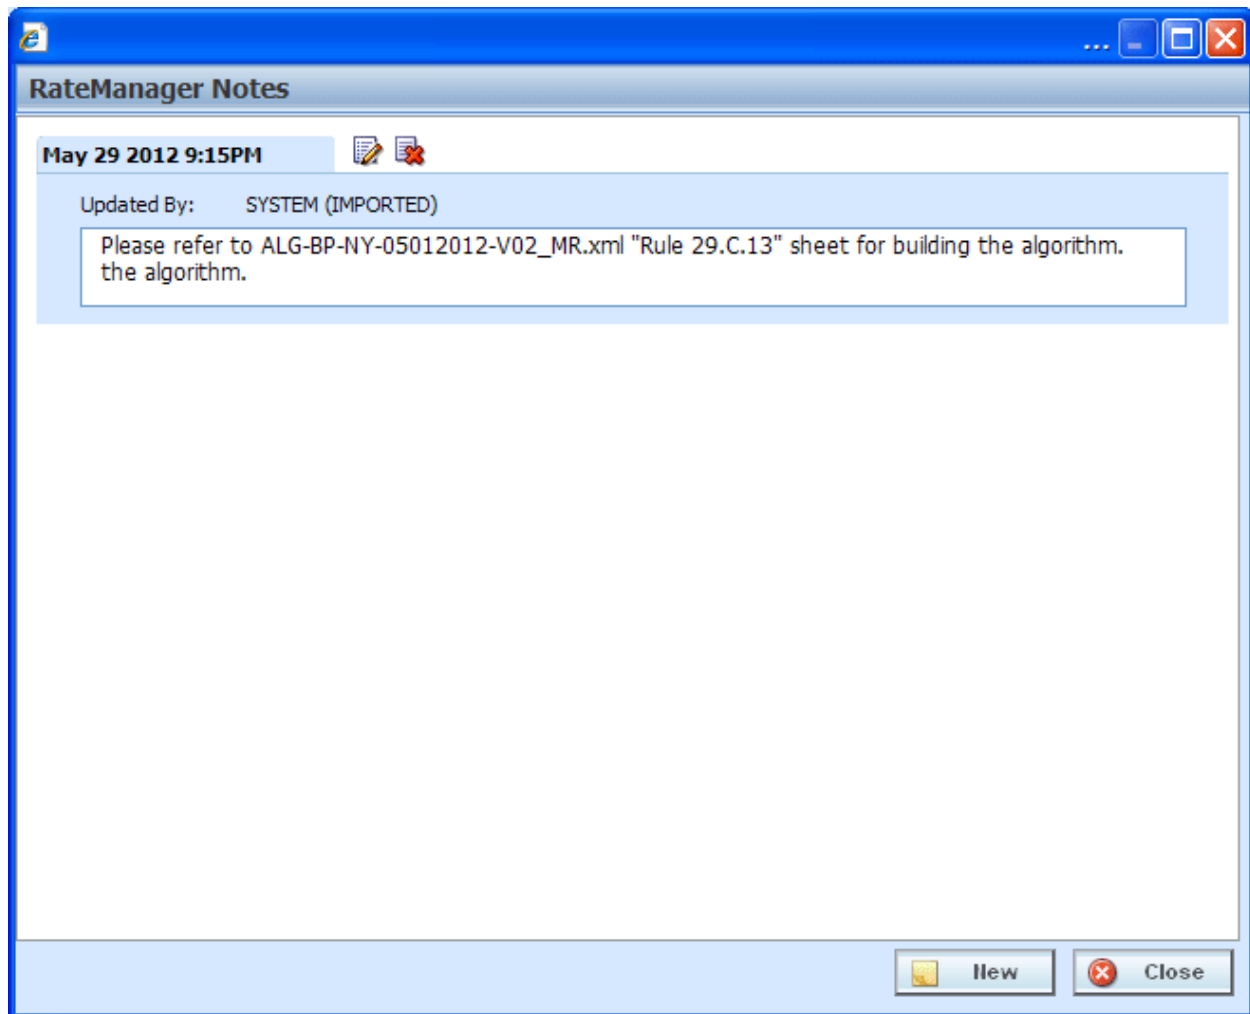 ...
RateManager Notes
May 29 2012 9:15PM
Updated By: SYSTEM (IMPORTED)
Please refer to ALG-BP-NY-05012012-V02_MR.xml "Rule 29.C.13" sheet for building the algorithm.
the algorithm.
New
Close